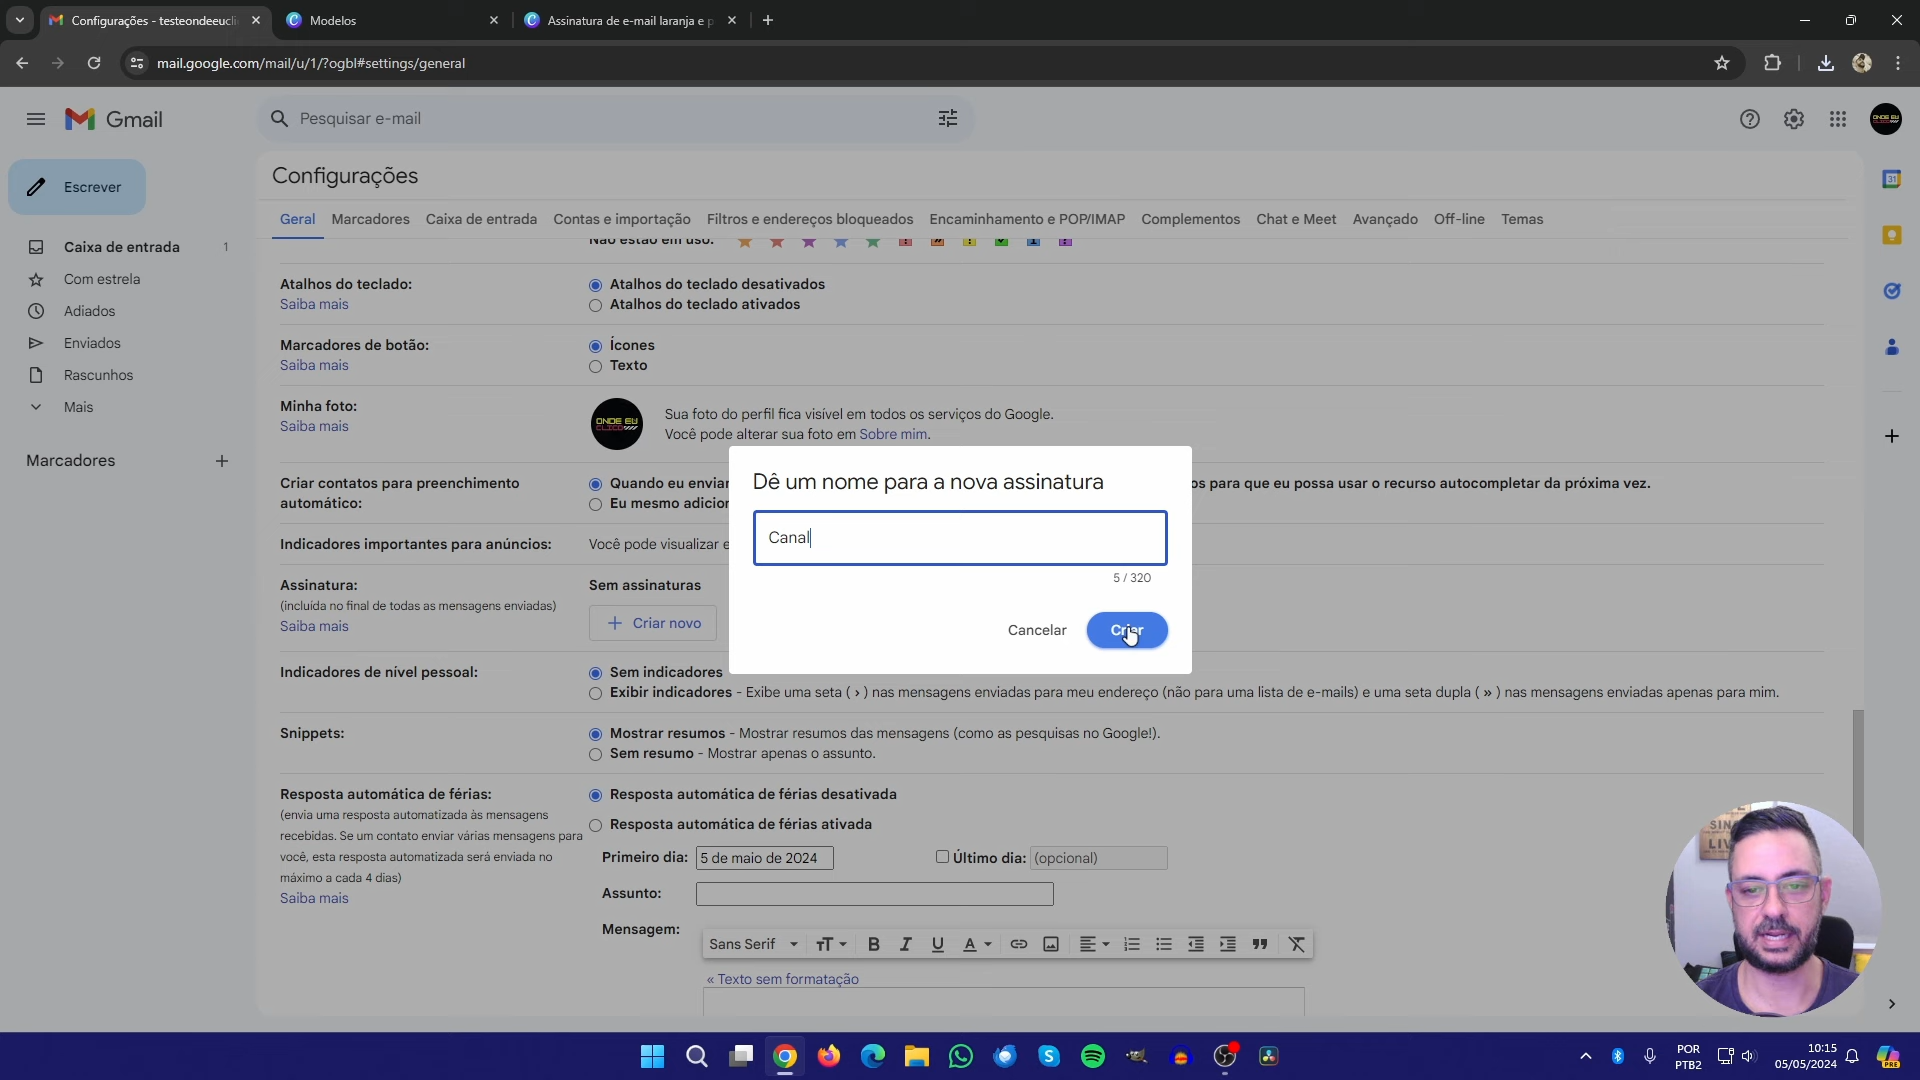 Configurações - testeondeeucli
Modelos
Assinatura de e-mail laranja e p
mail.google.com/mail/u/1/?ogbl#settings/general
Gmail
Pesquisar e-mail
Escrever
Caixa de entrada 1
Com estrela
Adiados
Enviados
Rascunhos
Mais
Marcadores
Configurações
Geral Marcadores Caixa de entrada Contas e importação Filtros e endereços bloqueados Encaminhamento e POP/IMAP Complementos Chat e Meet Avançado Off-line Temas
Não estão em uso:
Atalhos do teclado:
Saiba mais
Atalhos do teclado desativados
Atalhos do teclado ativados
Marcadores de botão:
Saiba mais
Ícones
Texto
Minha foto:
Saiba mais
ONDE EU
CLICO
Sua foto do perfil fica visível em todos os serviços do Google.
Você pode alterar sua foto em Sobre mim.
Criar contatos para preenchimento
automático:
Quando eu enviar
os para que eu possa usar o recurso autocompletar da próxima vez.
Eu mesmo adicior
Indicadores importantes para anúncios:
Você pode visualizar e
Assinatura:
(incluída no final de todas as mensagens enviadas)
Saiba mais
Sem assinaturas
Criar novo
Dê um nome para a nova assinatura
Canal
5 / 320
Cancelar
Criar
Indicadores de nível pessoal:
Sem indicadores
Exibir indicadores - Exibe uma seta ( › ) nas mensagens enviadas para meu endereço (não para uma lista de e-mails) e uma seta dupla ( » ) nas mensagens enviadas apenas para mim.
Snippets:
Mostrar resumos - Mostrar resumos das mensagens (como as pesquisas no Google!).
Sem resumo - Mostrar apenas o assunto.
Resposta automática de férias:
(envia uma resposta automatizada às mensagens
recebidas. Se um contato enviar várias mensagens para
você, esta resposta automatizada será enviada no
máximo a cada 4 dias)
Saiba mais
Resposta automática de férias desativada
Resposta automática de férias ativada
Primeiro dia: 5 de maio de 2024
Último dia: (opcional)
Assunto:
Mensagem:
Sans Serif
« Texto sem formatação
31
POR
PTB2
10:15
05/05/2024
PRE